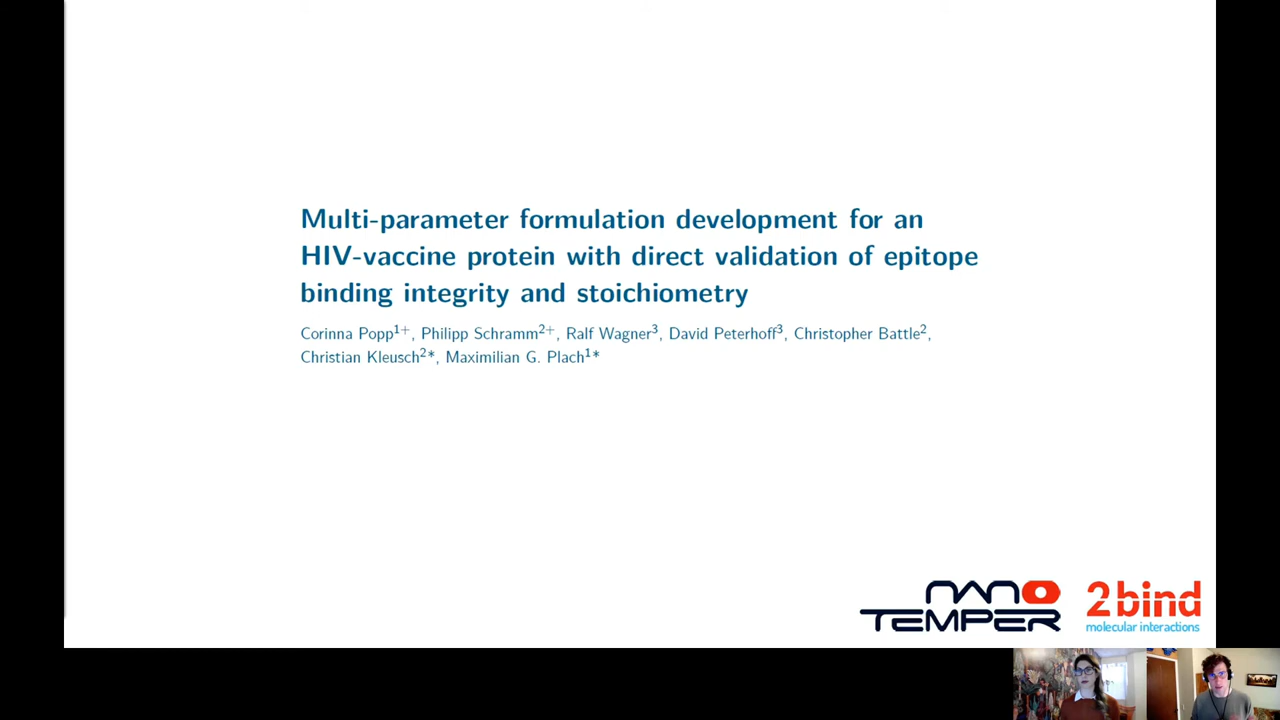 Multi-parameter formulation development for an
HIV-vaccine protein with direct validation of epitope
binding integrity and stoichiometry
Corinna Popp1+, Philipp Schramm2+, Ralf Wagner3, David Peterhoff3, Christopher Battle2,
Christian Kleusch2*, Maximilian G. Plach1*
NANO
TEMPER
2bind
molecular interactions